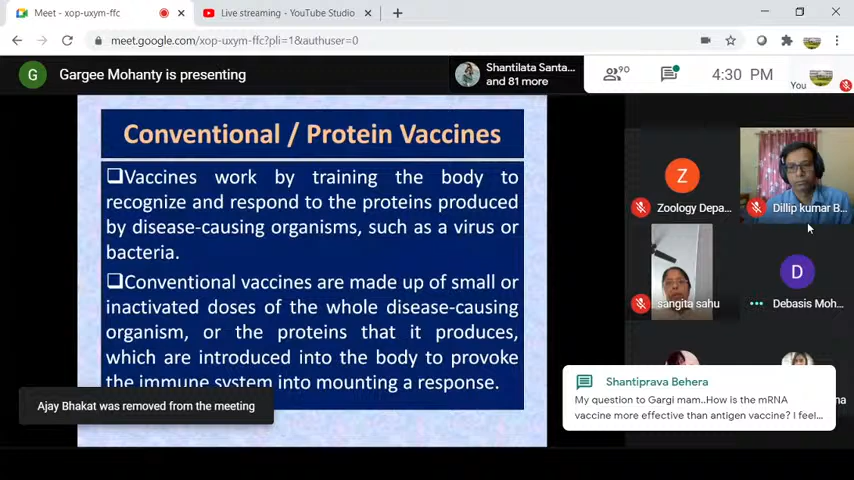 Meet - xop-uxym-ffc
Live streaming - YouTube Studio
meet.google.com/xop-uxym-ffc?pli=1&authuser=0
G Gargee Mohanty is presenting
Shantilata Santa...
and 81 more
90
4:30 PM
You
Conventional / Protein Vaccines
Vaccines work by training the body to
recognize and respond to the proteins produced
by disease-causing organisms, such as a virus or
bacteria.
Conventional vaccines are made up of small or
inactivated doses of the whole disease-causing
organism, or the proteins that it produces,
which are introduced into the body to provoke
the immune system into mounting a response.
Z
Zoology Depa...
Dillip kumar B...
sangita sahu
D
Debasis Moh...
Shantiprava Behera
My question to Gargi mam..How is the mRNA
vaccine more effective than antigen vaccine? I feel...
Ajay Bhakat was removed from the meeting